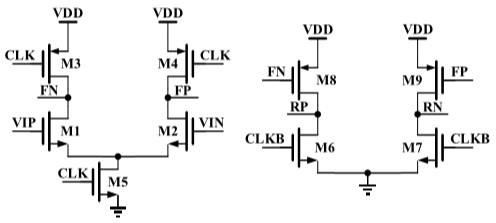 VDD VDD
VDD VDD
CLK M3 M4 CLK
FN M8 M9 FP
FN FP
RP RN
VIP M1 M2 VIN
CLKB M6 M7 CLKB
CLK M5